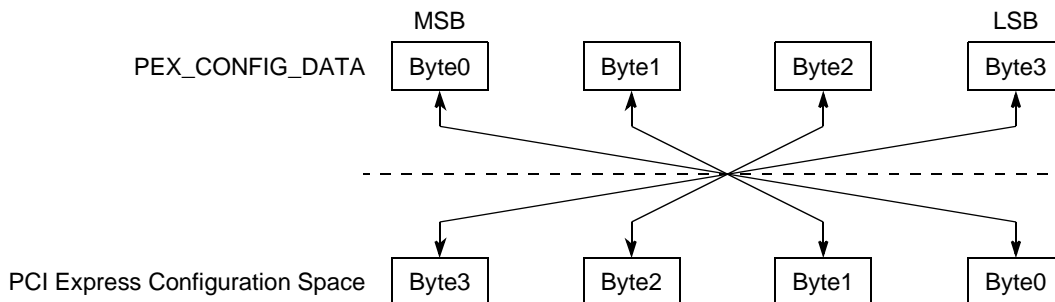 MSB LSB
PEX_CONFIG_DATA Byte0 Byte1 Byte2 Byte3
PCI Express Configuration Space Byte3 Byte2 Byte1 Byte0